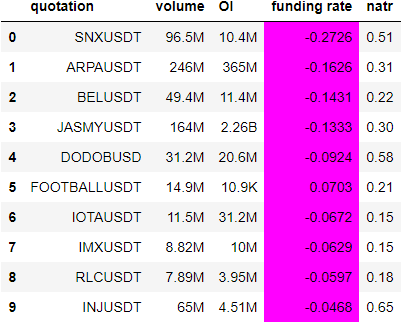 quotation volume OI funding rate natr
0 SNXUSDT 96.5M 10.4M -0.2726 0.51
1 ARPAUSDT 246M 365M -0.1626 0.31
2 BELUSDT 49.4M 11.4M -0.1431 0.22
3 JASMYUSDT 164M 2.26B -0.1333 0.30
4 DODOBUSD 31.2M 20.6M -0.0924 0.58
5 FOOTBALLUSDT 14.9M 10.9K 0.0703 0.21
6 IOTAUSDT 11.5M 31.2M -0.0672 0.15
7 IMXUSDT 8.82M 10M -0.0629 0.15
8 RLCUSDT 7.89M 3.95M -0.0597 0.18
9 INJUSDT 65M 4.51M -0.0468 0.65